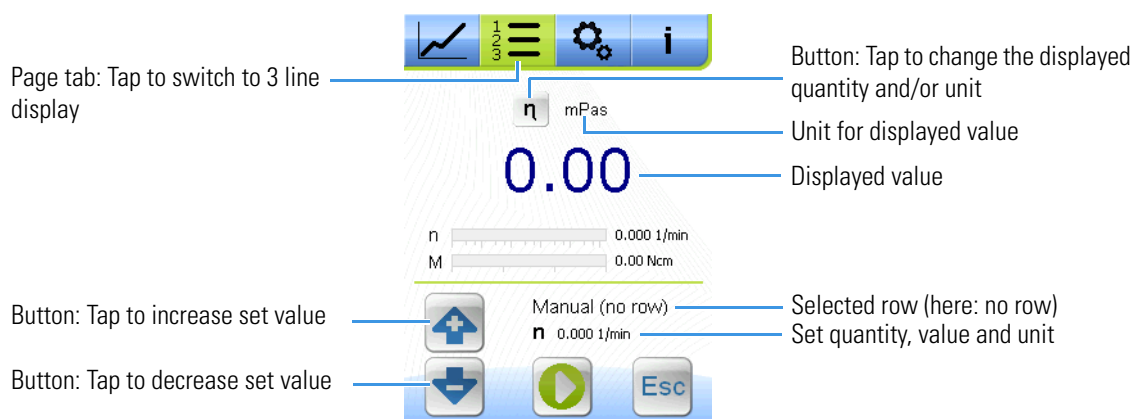 1
2
3
i
Page tab: Tap to switch to 3 line
display
Button: Tap to change the displayed
quantity and/or unit
η mPas
Unit for displayed value
0.00
Displayed value
n 0.000 1/min
M 0.00 Ncm
Button: Tap to increase set value
Manual (no row)
Selected row (here: no row)
n 0.000 1/min
Set quantity, value and unit
Button: Tap to decrease set value
Esc